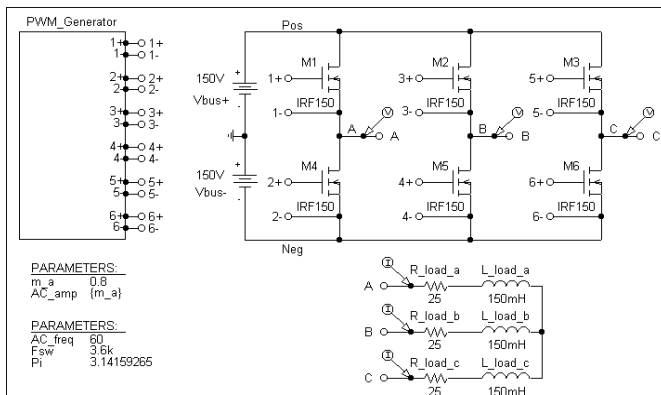 PWM_Generator
1+ 1+
1 1-
2+ 2+
2 2-
3+ 3+
3 3-
4+ 4+
4 4-
5+ 5+
5 5-
6+ 6+
6 6-
Pos
150V
Vbus+
+
-
150V
Vbus-
+
-
M1
1+
IRF150
1-
A
A
V
M2
3+
IRF150
3-
B
B
V
M3
5+
IRF150
5-
C
C
V
M4
2+
IRF150
2-
M5
4+
IRF150
4-
M6
6+
IRF150
6-
Neg
PARAMETERS:
m_a 0.8
AC_amp {m_a}
PARAMETERS:
AC_freq 60
Fsw 3.6k
Pi 3.14159265
I
R_load_a L_load_a
A
25 150mH
I
R_load_b L_load_b
B
25 150mH
I
R_load_c L_load_c
C
25 150mH